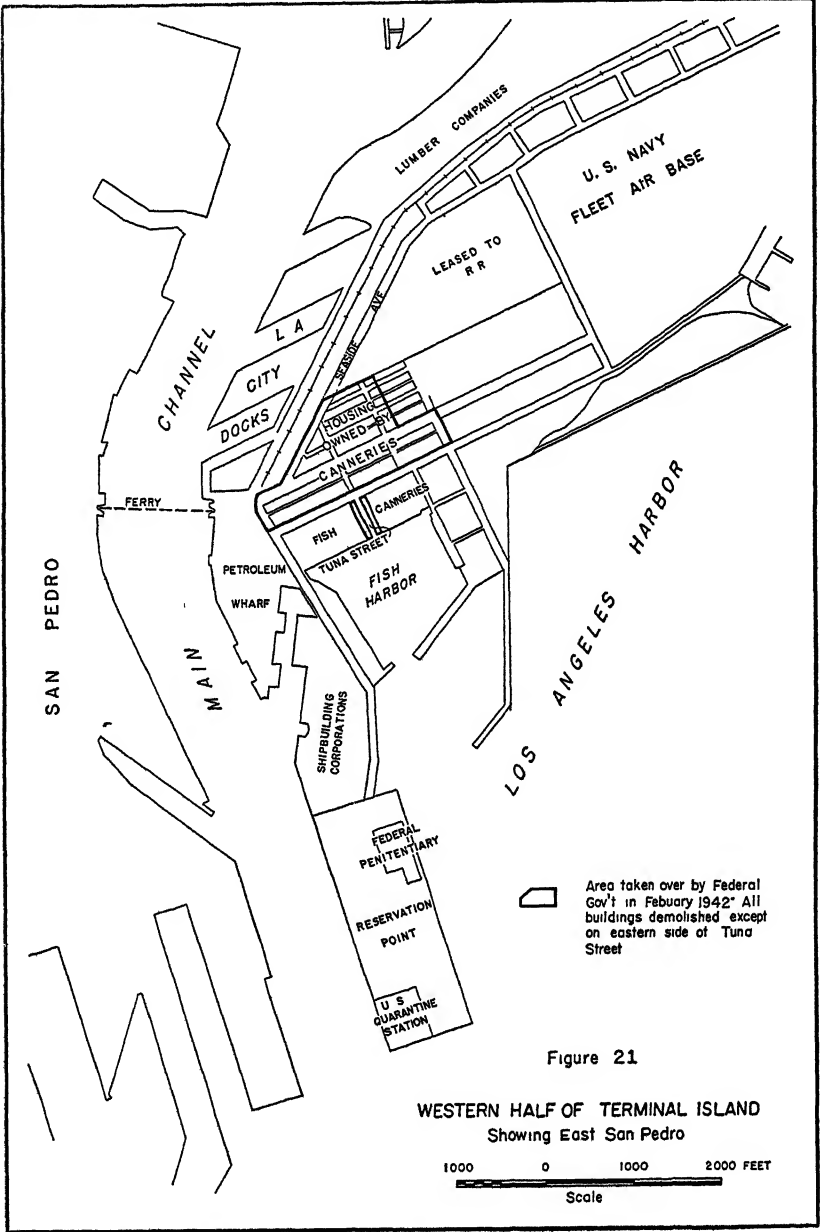 LUMBER COMPANIES
U. S. NAVY
FLEET AIR BASE
LEASED TO
R R
SEASIDE AVE
CHANNEL
L A
CITY
DOCKS
HOUSING
OWNED BY
CANNERIES
FERRY
FISH
CANNERIES
TUNA STREET
FISH
HARBOR
PETROLEUM
WHARF
SAN PEDRO
MAIN
LOS ANGELES HARBOR
SHIPBUILDING
CORPORATIONS
FEDERAL
PENITENTIARY
RESERVATION
POINT
U S
QUARANTINE
STATION
Area taken over by Federal
Gov't in Febuary 1942" All
buildings demolished except
on eastern side of Tuna
Street
Figure 21
WESTERN HALF OF TERMINAL ISLAND
Showing East San Pedro
1000 0 1000 2000 FEET
Scale